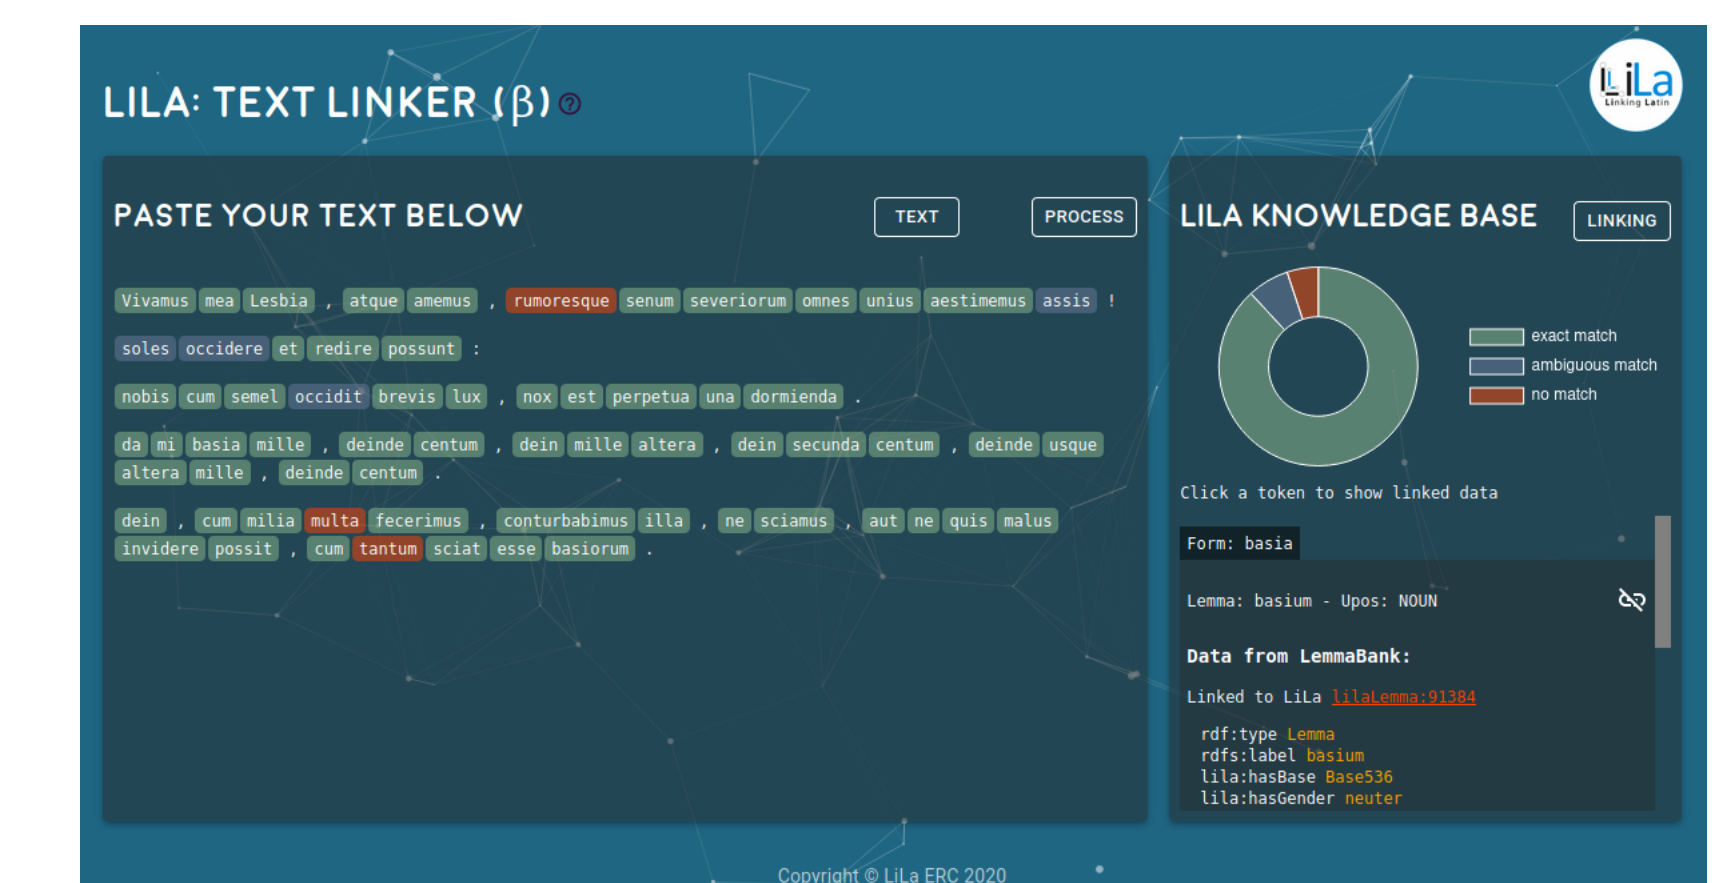 LILA: TEXT LINKER (β) ?
LiLa
Linking Latin
PASTE YOUR TEXT BELOW
TEXT
PROCESS
Vivamus mea Lesbia , atque amemus , rumoresque senum severiorum omnes unius aestimemus assis !
soles occidere et redire possunt :
nobis cum semel occidit brevis lux , nox est perpetua una dormienda .
da mi basia mille , deinde centum , dein mille altera , dein secunda centum , deinde usque
altera mille , deinde centum .
dein , cum milia multa fecerimus , conturbabimus illa , ne sciamus , aut ne quis malus
invidere possit , cum tantum sciat esse basiorum .
LILA KNOWLEDGE BASE
LINKING
exact match
ambiguous match
no match
Click a token to show linked data
Form: basia
Lemma: basium - Upos: NOUN
Data from LemmaBank:
Linked to LiLa lilaLemma:91384
rdf:type Lemma
rdfs:label basium
lila:hasBase Base536
lila:hasGender neuter
Copyright © LiLa ERC 2020